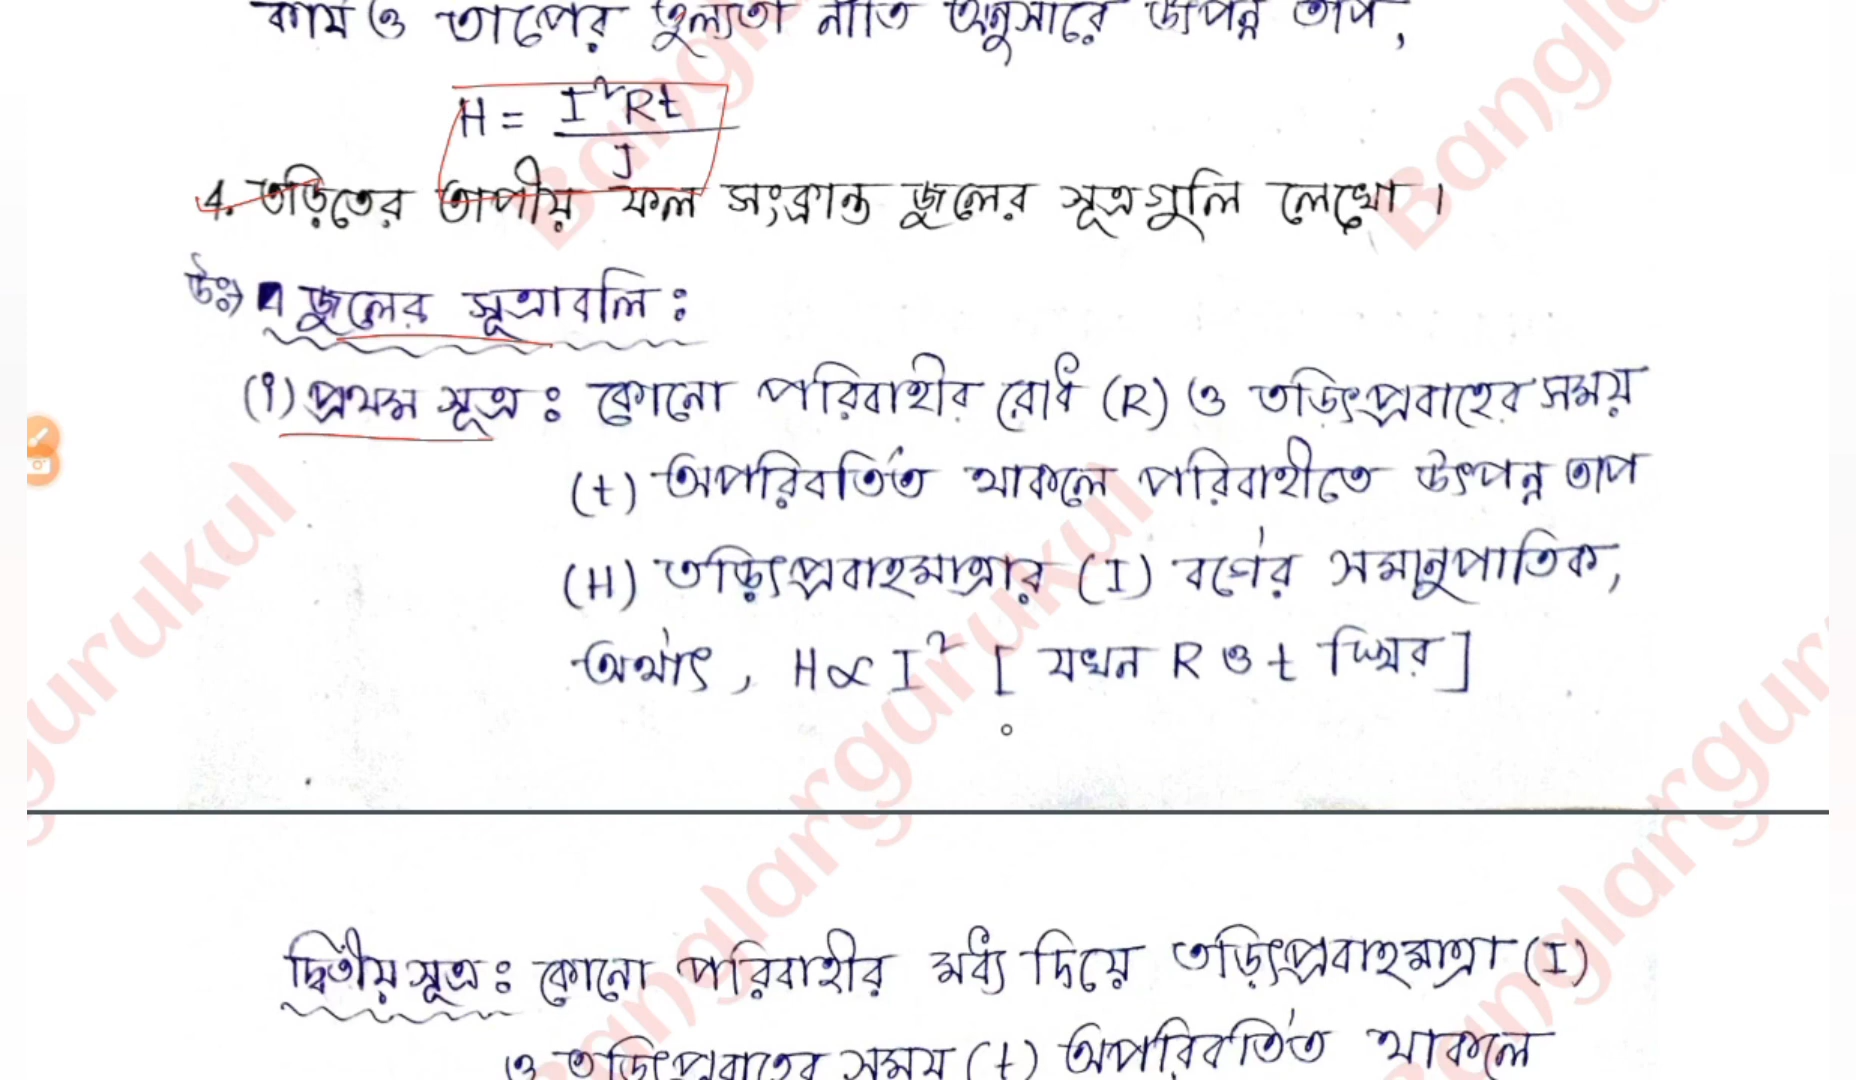 কার্য ও তাপের তুল্যতা নীতি অনুসারে উৎপন্ন তাপ,
H = I²Rt / J
4. তড়িতের তাপীয় ফল সংক্রান্ত জুলের সূত্রগুলি লেখো।
উঃ→ জুলের সূত্রাবলি :
(১) প্রথম সূত্র : কোনো পরিবাহীর রোধ (R) ও তড়িৎপ্রবাহের সময়
(t) অপরিবর্তিত থাকলে পরিবাহীতে উৎপন্ন তাপ
(H) তড়িৎপ্রবাহমাত্রার (I) বর্গের সমানুপাতিক,
অর্থাৎ, H ∝ I² [ যখন R ও t স্থির ]
দ্বিতীয় সূত্র : কোনো পরিবাহীর মধ্য দিয়ে তড়িৎপ্রবাহমাত্রা (I)
ও তড়িৎপ্রবাহের সময় (t) অপরিবর্তিত থাকলে
Banglargurukul